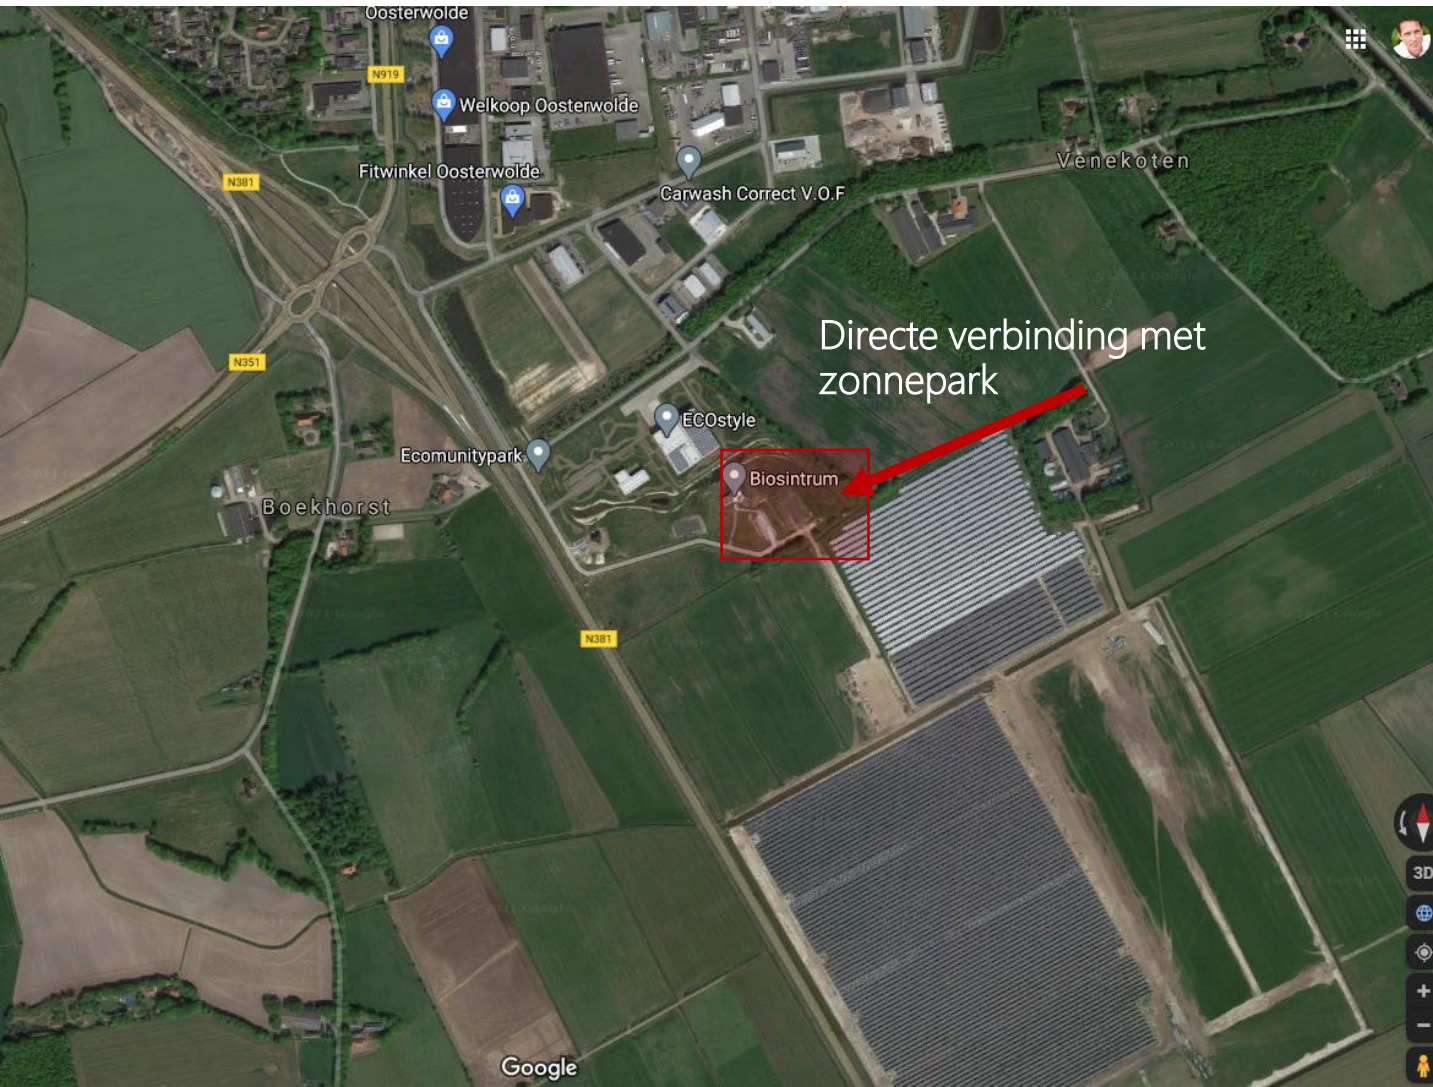 Oosterwolde
N919
Welkoop Oosterwolde
Fitwinkel Oosterwolde
N381
Carwash Correct V.O.F
Venekoten
N351
Directe verbinding met
zonnepark
ECOstyle
Ecomunitypark
Biosintrum
Boekhorst
N381
3D
Google